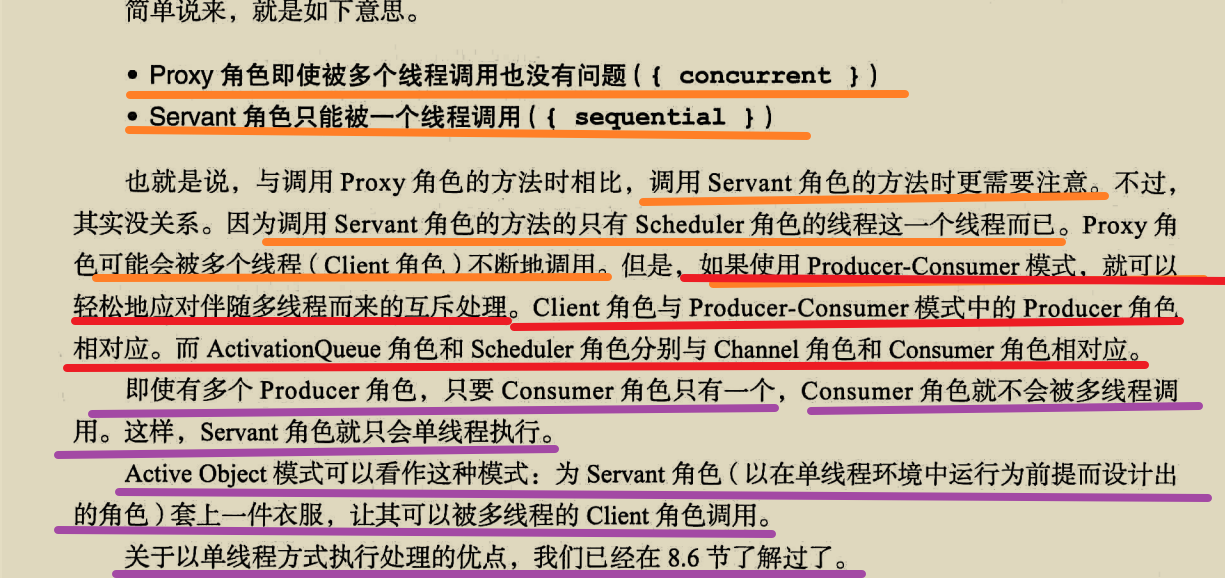 简单说来，就是如下意思。
• Proxy 角色即使被多个线程调用也没有问题（{ concurrent }）
• Servant 角色只能被一个线程调用（{ sequential }）
也就是说，与调用 Proxy 角色的方法时相比，调用 Servant 角色的方法时更需要注意。不过，
其实没关系。因为调用 Servant 角色的方法的只有 Scheduler 角色的线程这一个线程而已。Proxy 角
色可能会被多个线程（Client 角色）不断地调用。但是，如果使用 Producer-Consumer 模式，就可以
轻松地应对伴随多线程而来的互斥处理。Client 角色与 Producer-Consumer 模式中的 Producer 角色
相对应。而 ActivationQueue 角色和 Scheduler 角色分别与 Channel 角色和 Consumer 角色相对应。
即使有多个 Producer 角色，只要 Consumer 角色只有一个，Consumer 角色就不会被多线程调
用。这样，Servant 角色就只会单线程执行。
Active Object 模式可以看作这种模式：为 Servant 角色（以在单线程环境中运行为前提而设计出
的角色）套上一件衣服，让其可以被多线程的 Client 角色调用。
关于以单线程方式执行处理的优点，我们已经在 8.6 节了解过了。